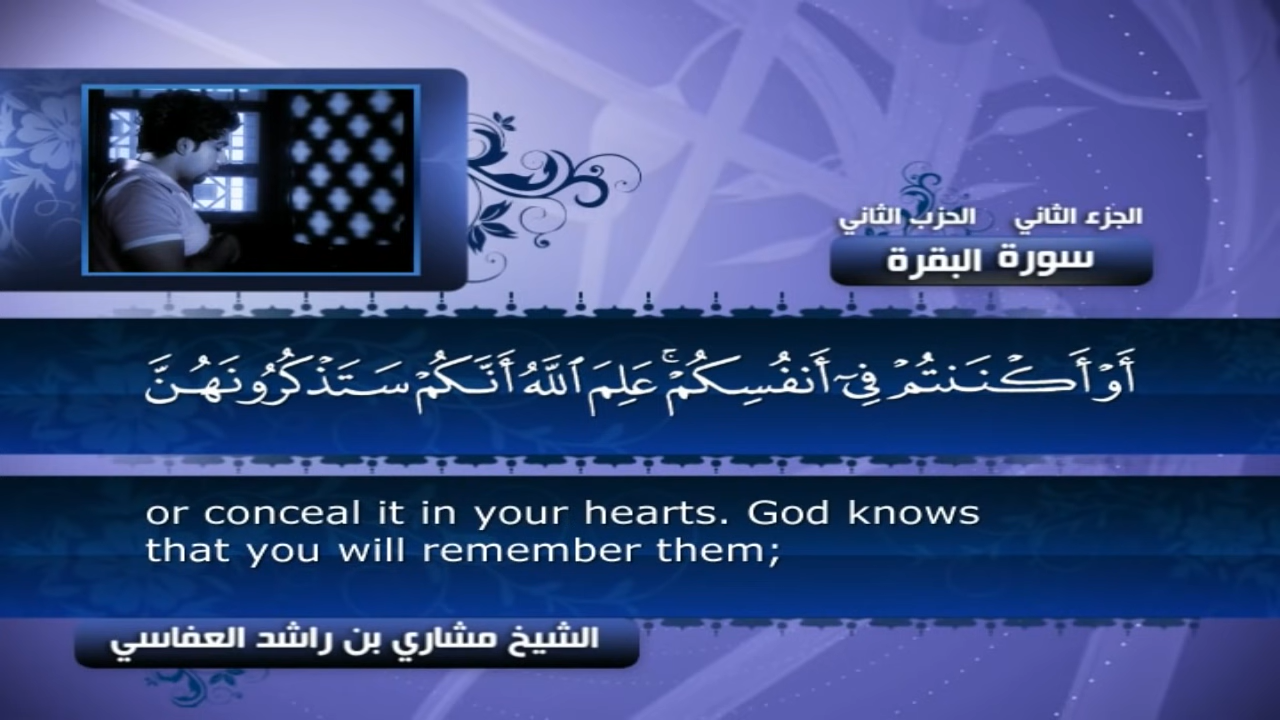 الجزء الثاني الحزب الثاني
سورة البقرة
أَوْ أَكْنَنتُمْ فِىٓ أَنفُسِكُمْ ۚ عَلِمَ ٱللَّهُ أَنَّكُمْ سَتَذْكُرُونَهُنَّ
or conceal it in your hearts. God knows
that you will remember them;
الشيخ مشاري بن راشد العفاسي